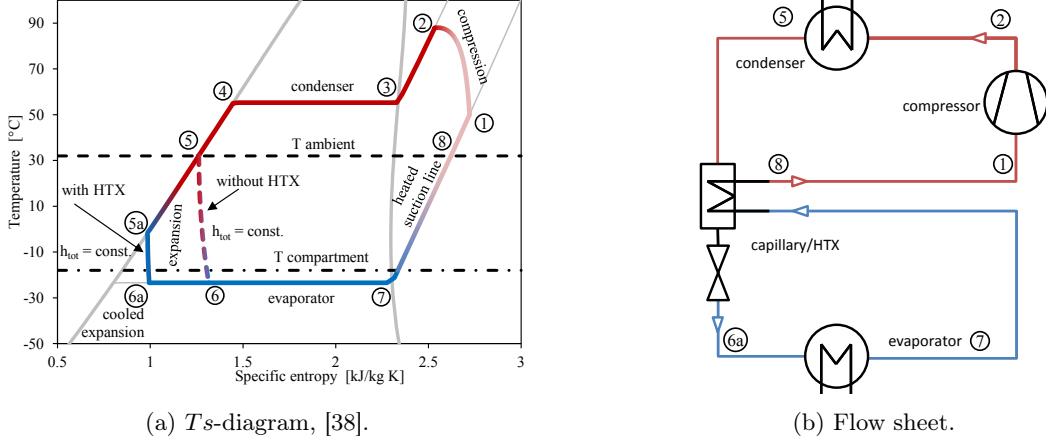 90
70
50
30
10
-10
-30
-50
Temperature [°C]
0.5
1
1.5
2
2.5
3
Specific entropy [kJ/kg K]
2
compression
condenser
3
4
1
5
T ambient
8
with HTX
without HTX
heated
suction line
expansion
5a
h_tot = const.
h_tot = const.
T compartment
6a
6
evaporator
7
cooled
expansion
(a) Ts-diagram, [38].
5
2
condenser
compressor
8
1
capillary/HTX
6a
evaporator
7
(b) Flow sheet.